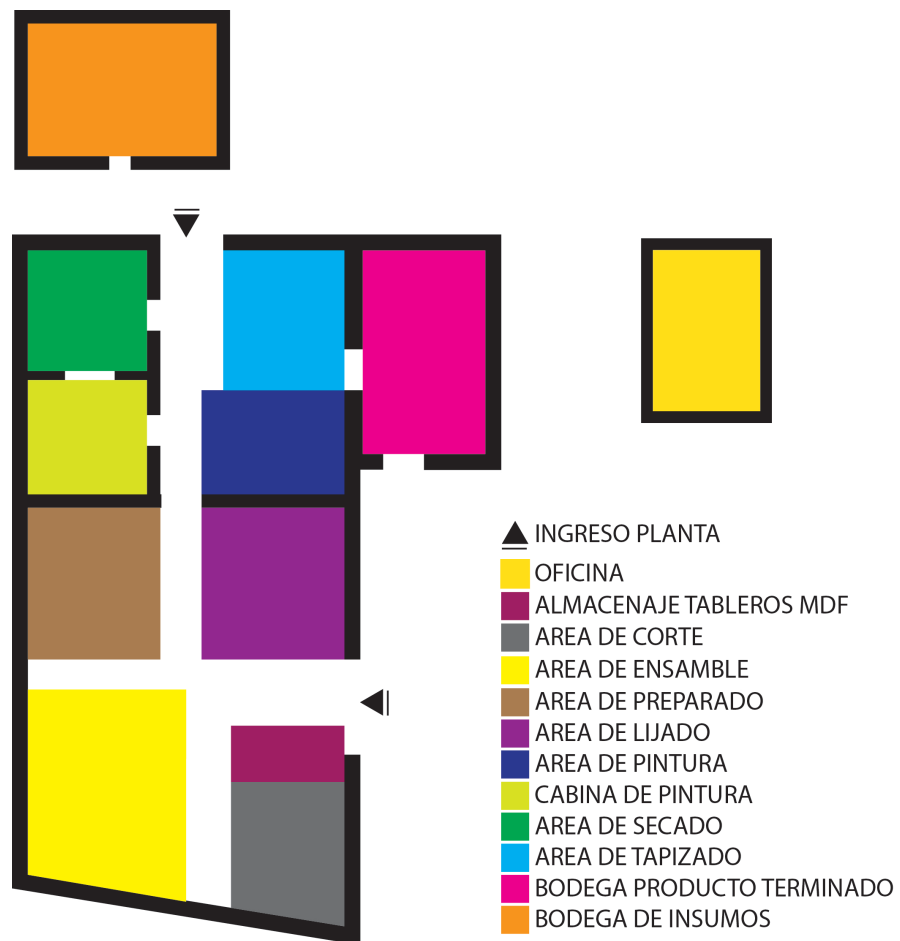 INGRESO PLANTA
OFICINA
ALMACENAJE TABLEROS MDF
AREA DE CORTE
AREA DE ENSAMBLE
AREA DE PREPARADO
AREA DE LIJADO
AREA DE PINTURA
CABINA DE PINTURA
AREA DE SECADO
AREA DE TAPIZADO
BODEGA PRODUCTO TERMINADO
BODEGA DE INSUMOS